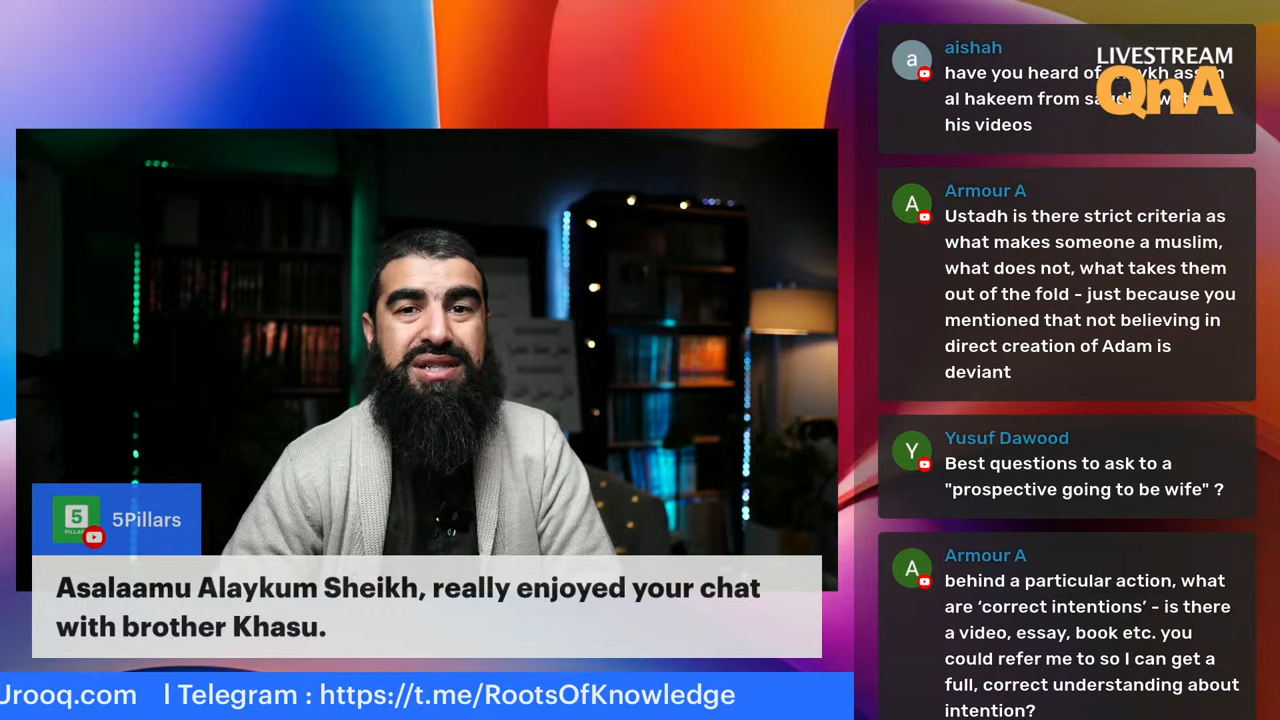 LIVESTREAM
QnA
a
aishah
have you heard of
al hakeem from
his videos
A
Armour A
Ustadh is there strict criteria as
what makes someone a muslim,
what does not, what takes them
out of the fold - just because you
mentioned that not believing in
direct creation of Adam is
deviant
Y
Yusuf Dawood
Best questions to ask to a
"prospective going to be wife" ?
A
Armour A
behind a particular action, what
are ‘correct intentions’ - is there
a video, essay, book etc. you
could refer me to so I can get a
full, correct understanding about
intention?
5
5Pillars
Asalaamu Alaykum Sheikh, really enjoyed your chat
with brother Khasu.
Jrooq.com l Telegram : https://t.me/RootsOfKnowledge